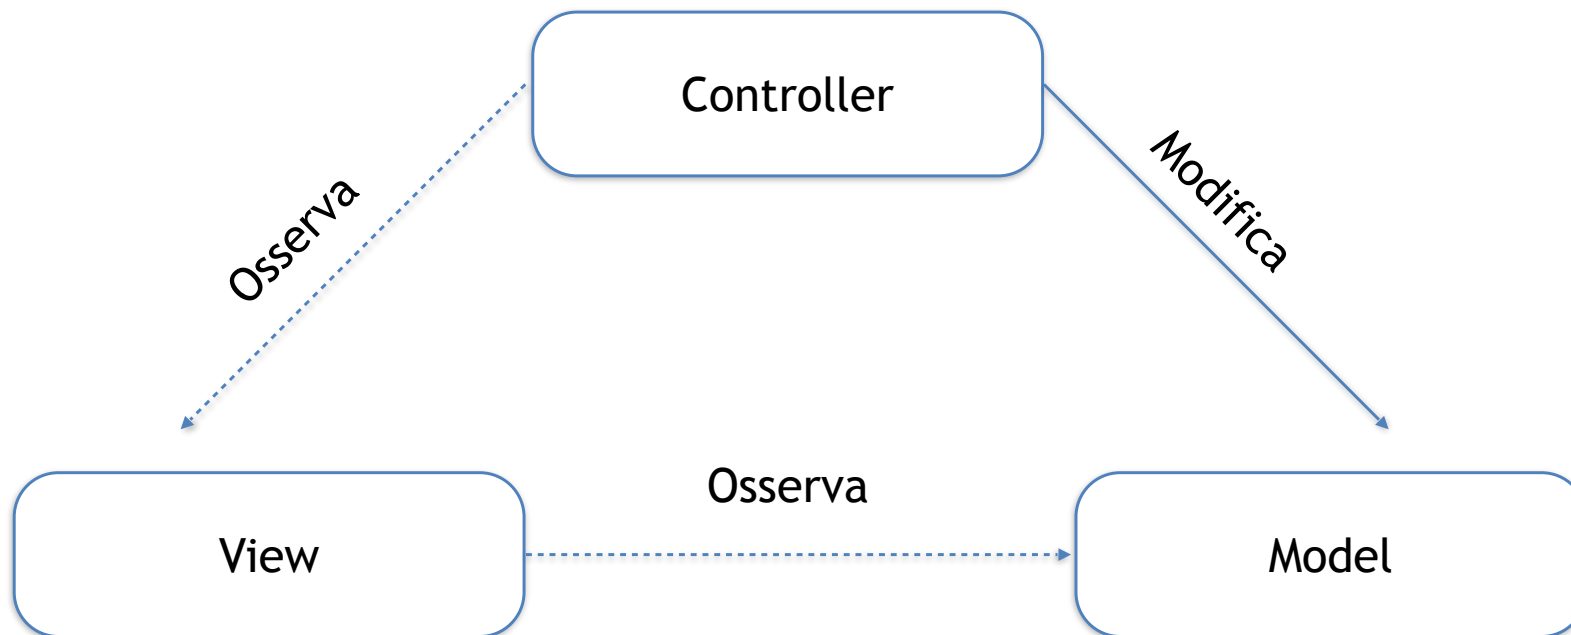 Controller
Osserva
Modifica
Osserva
View
Model